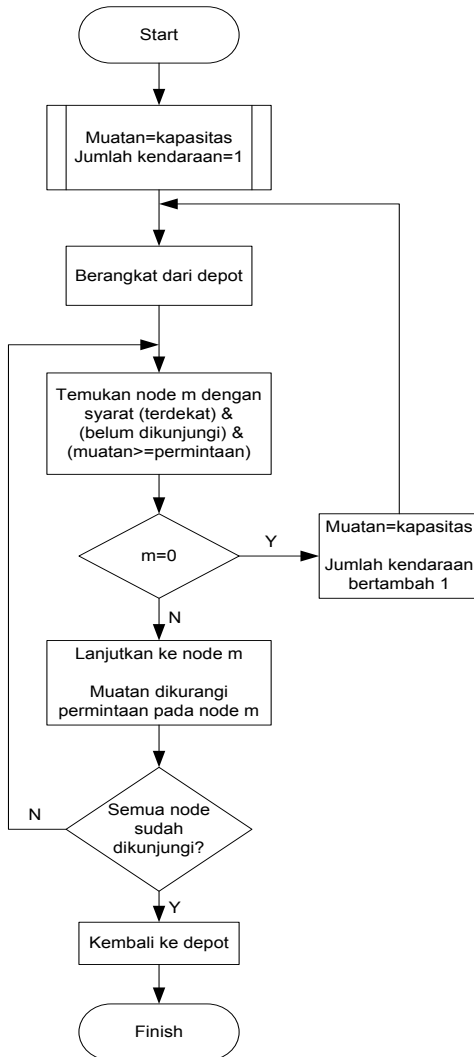 Start
Muatan=kapasitas
Jumlah kendaraan=1
Berangkat dari depot
Temukan node m dengan
syarat (terdekat) &
(belum dikunjungi) &
(muatan>=permintaan)
m=0
Y
Muatan=kapasitas
Jumlah kendaraan
bertambah 1
N
Lanjutkan ke node m
Muatan dikurangi
permintaan pada node m
N
Semua node
sudah
dikunjungi?
Y
Kembali ke depot
Finish